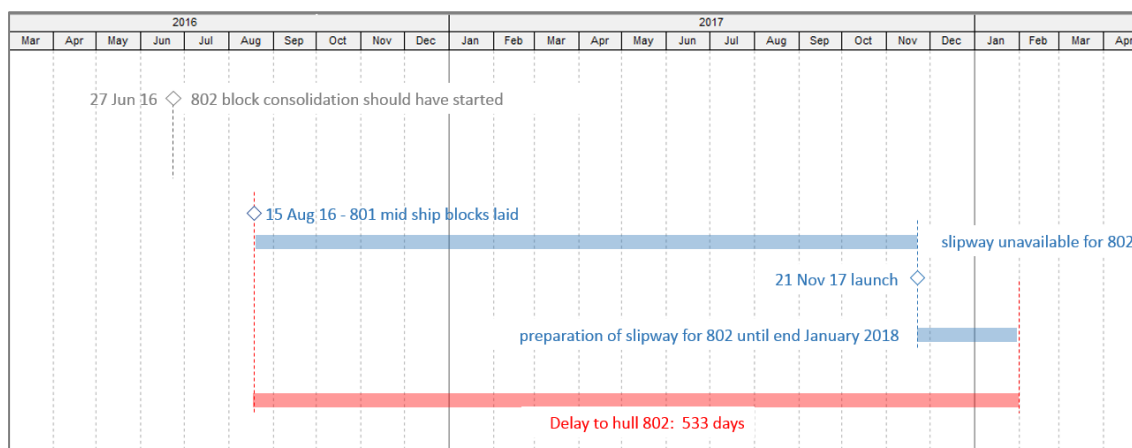 2016 2017
Mar Apr May Jun Jul Aug Sep Oct Nov Dec Jan Feb Mar Apr May Jun Jul Aug Sep Oct Nov Dec Jan Feb Mar Apr
27 Jun 16 802 block consolidation should have started
15 Aug 16 - 801 mid ship blocks laid
slipway unavailable for 802
21 Nov 17 launch
preparation of slipway for 802 until end January 2018
Delay to hull 802: 533 days